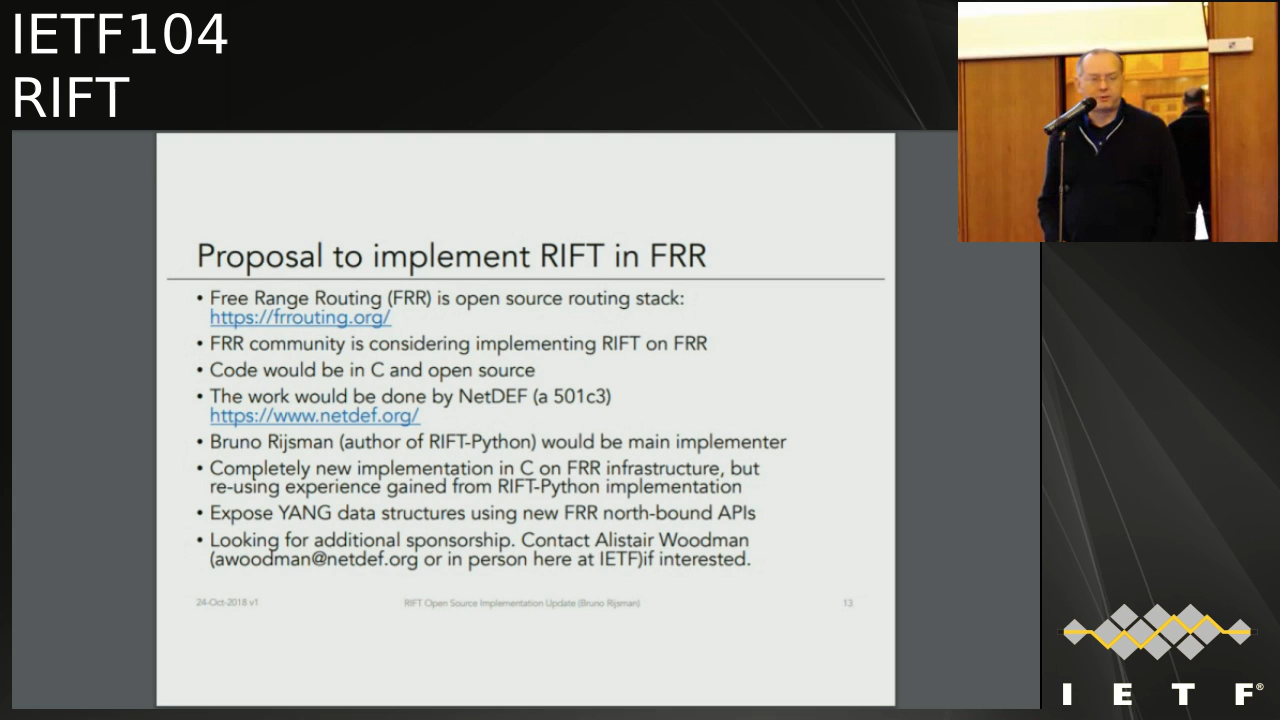 IETF104
RIFT
Proposal to implement RIFT in FRR
• Free Range Routing (FRR) is open source routing stack:
https://frrouting.org/
• FRR community is considering implementing RIFT on FRR
• Code would be in C and open source
• The work would be done by NetDEF (a 501c3)
https://www.netdef.org/
• Bruno Rijsman (author of RIFT-Python) would be main implementer
• Completely new implementation in C on FRR infrastructure, but
re-using experience gained from RIFT-Python implementation
• Expose YANG data structures using new FRR north-bound APIs
• Looking for additional sponsorship. Contact Alistair Woodman
(awoodman@netdef.org or in person here at IETF)if interested.
24-Oct-2018 v1 RIFT Open Source Implementation Update (Bruno Rijsman) 13
I E T F®